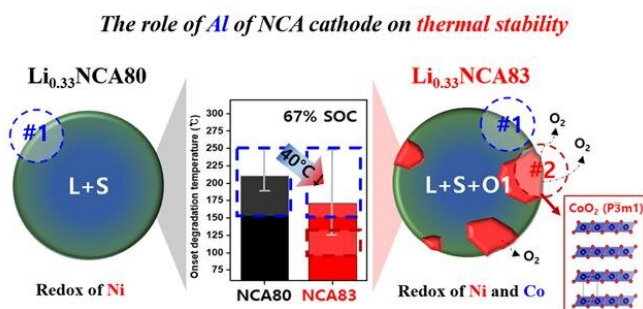 The role of Al of NCA cathode on thermal stability
Li0.33NCA80
#1
L+S
Redox of Ni
Onset degradation temperature (℃)
250
225
200
175
150
125
100
75
67% SOC
40°C
NCA80
NCA83
Li0.33NCA83
#1
O2
#2
O2
L+S+O1
O2
Redox of Ni and Co
CoO2 (P3m1)